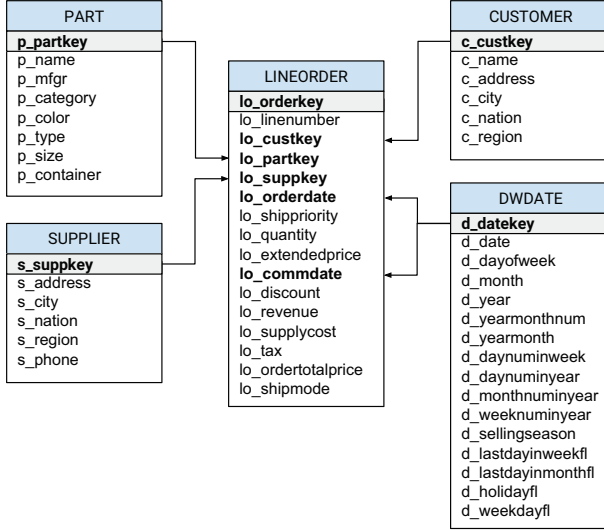 PART
p_partkey
p_name
p_mfgr
p_category
p_color
p_type
p_size
p_container
SUPPLIER
s_suppkey
s_address
s_city
s_nation
s_region
s_phone
LINEORDER
lo_orderkey
lo_linenumber
lo_custkey
lo_partkey
lo_suppkey
lo_orderdate
lo_shippriority
lo_quantity
lo_extendedprice
lo_commdate
lo_discount
lo_revenue
lo_supplycost
lo_tax
lo_ordertotalprice
lo_shipmode
CUSTOMER
c_custkey
c_name
c_address
c_city
c_nation
c_region
DWDATE
d_datekey
d_date
d_dayofweek
d_month
d_year
d_yearmonthnum
d_yearmonth
d_daynuminweek
d_daynuminyear
d_monthnuminyear
d_weeknuminyear
d_sellingseason
d_lastdayinweekfl
d_lastdayinmonthfl
d_holidayfl
d_weekdayfl